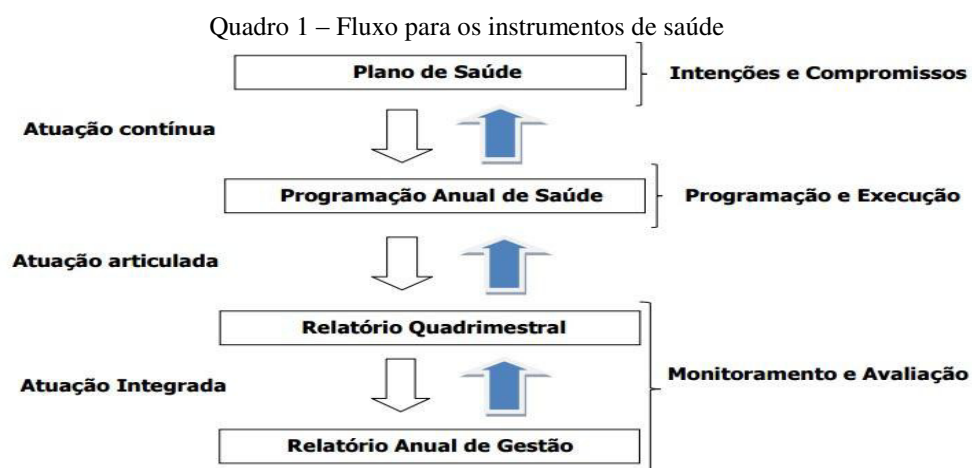 Quadro 1 – Fluxo para os instrumentos de saúde
Plano de Saúde
Intenções e Compromissos
Atuação contínua
Programação Anual de Saúde
Programação e Execução
Atuação articulada
Relatório Quadrimestral
Atuação Integrada
Monitoramento e Avaliação
Relatório Anual de Gestão